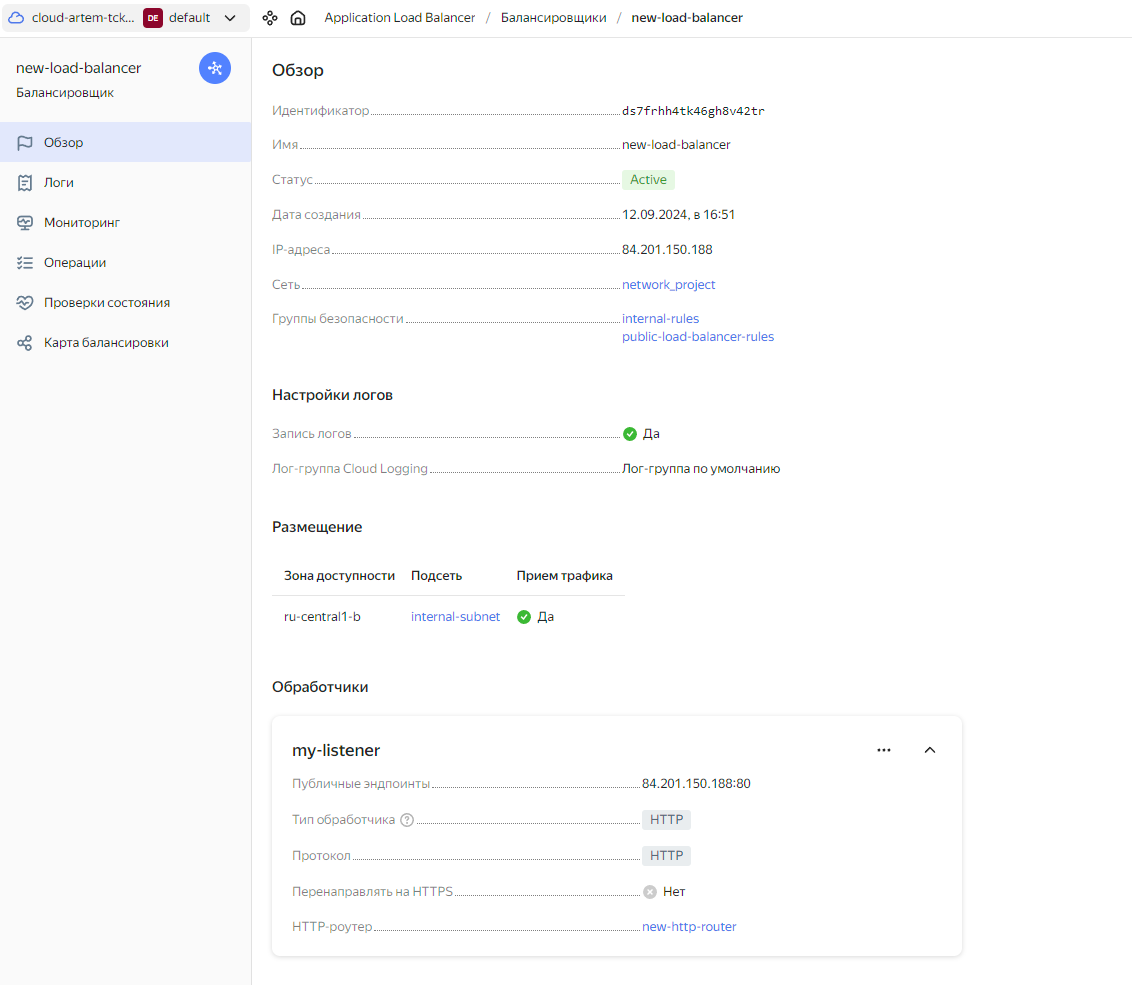 cloud-artem-tck... DE default Application Load Balancer / Балансировщики / new-load-balancer
new-load-balancer
Балансировщик
Обзор
Логи
Мониторинг
Операции
Проверки состояния
Карта балансировки
Обзор
Идентификатор ds7frhh4tk46gh8v42tr
Имя new-load-balancer
Статус Active
Дата создания 12.09.2024, в 16:51
IP-адреса 84.201.150.188
Сеть network_project
Группы безопасности internal-rules
public-load-balancer-rules
Настройки логов
Запись логов Да
Лог-группа Cloud Logging Лог-группа по умолчанию
Размещение
Зона доступности Подсеть Прием трафика
ru-central1-b internal-subnet Да
Обработчики
my-listener
Публичные эндпоинты 84.201.150.188:80
Тип обработчика ? HTTP
Протокол HTTP
Перенаправлять на HTTPS Нет
HTTP-роутер new-http-router